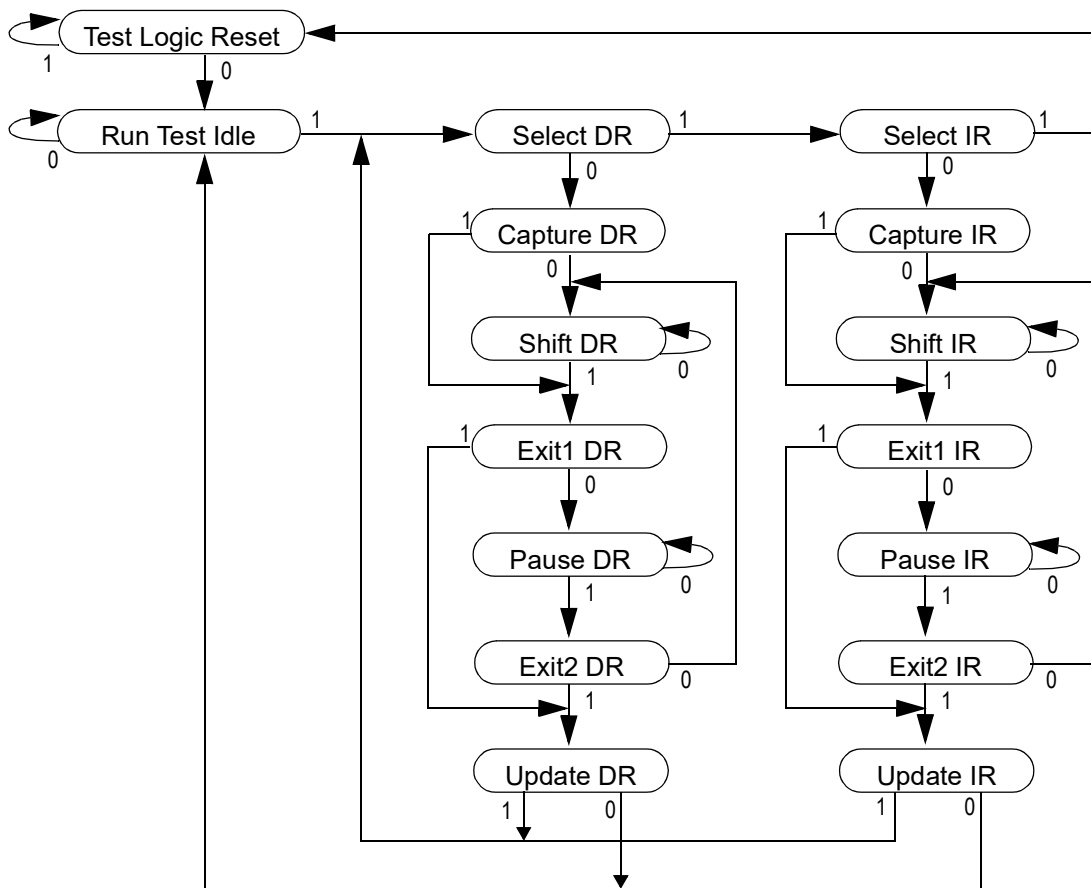 Test Logic Reset
1
0
Run Test Idle
1
0
Select DR
1
0
Select IR
1
0
1
Capture DR
0
1
Capture IR
0
Shift DR
0
1
Shift IR
0
1
1
Exit1 DR
0
1
Exit1 IR
0
Pause DR
0
1
Pause IR
0
1
Exit2 DR
0
1
Exit2 IR
0
1
Update DR
1
0
Update IR
1
0